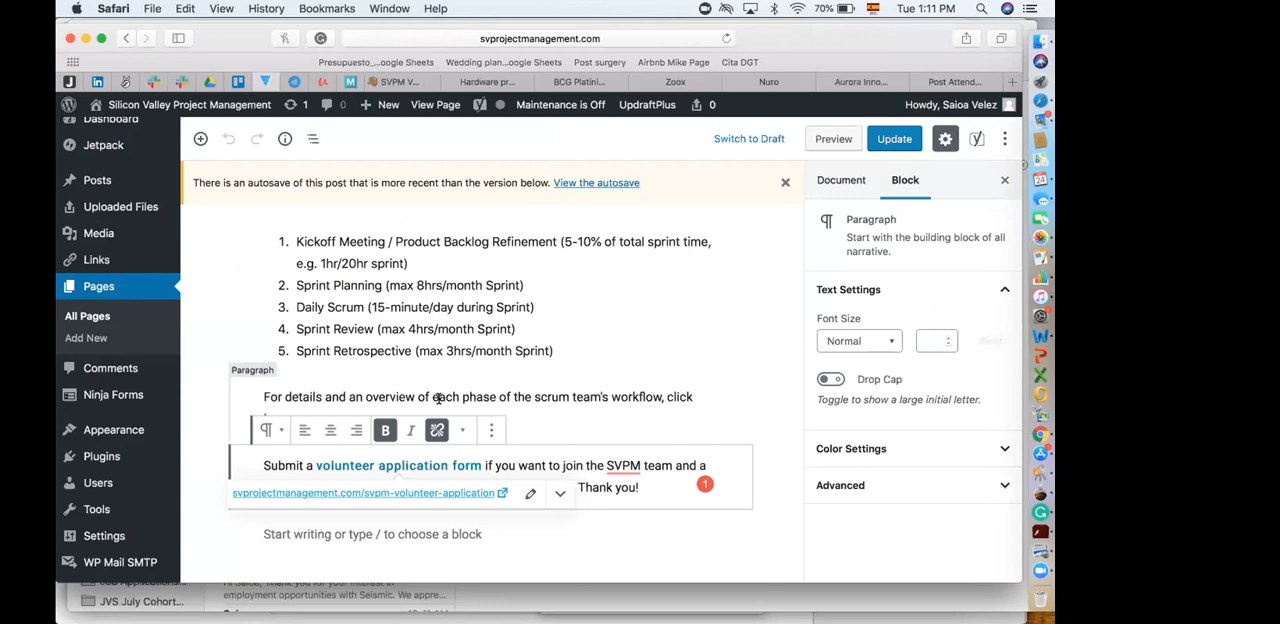 Safari File Edit View History Bookmarks Window Help 70% Tue 1:11 PM
svprojectmanagement.com
Presupuesto_...oogle Sheets Wedding plan...oogle Sheets Post surgery Airbnb Mike Page Cita DGT
SVPM V... Hardware pr... BCG Platini... Zoox Nuro Aurora Inno... Post Attend...
Silicon Valley Project Management 1 0 New View Page Maintenance is Off UpdraftPlus 0 Howdy, Saioa Velez
Dashboard
Jetpack
Posts
Uploaded Files
Media
Links
Pages
All Pages
Add New
Comments
Ninja Forms
Appearance
Plugins
Users
Tools
Settings
WP Mail SMTP
Switch to Draft Preview Update
There is an autosave of this post that is more recent than the version below. View the autosave
1. Kickoff Meeting / Product Backlog Refinement (5-10% of total sprint time,
e.g. 1hr/20hr sprint)
2. Sprint Planning (max 8hrs/month Sprint)
3. Daily Scrum (15-minute/day during Sprint)
4. Sprint Review (max 4hrs/month Sprint)
5. Sprint Retrospective (max 3hrs/month Sprint)
Paragraph
For details and an overview of each phase of the scrum team's workflow, click
B I
Submit a volunteer application form if you want to join the SVPM team and a
Thank you! 1
svprojectmanagement.com/svpm-volunteer-application
Start writing or type / to choose a block
Document Block
Paragraph
Start with the building block of all
narrative.
Text Settings
Font Size
Normal Reset
Drop Cap
Toggle to show a large initial letter.
Color Settings
Advanced
JVS July Cohort...
employment opportunities with Seismic. We appre...